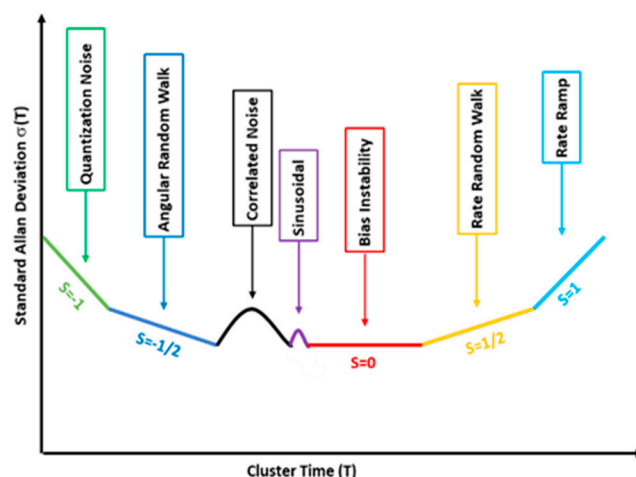 Standard Allan Deviation σ(T)
Quantization Noise
Angular Random Walk
Correlated Noise
Sinusoidal
Bias Instability
Rate Random Walk
Rate Ramp
S=-1
S=-1/2
S=0
S=1/2
S=1
Cluster Time (T)